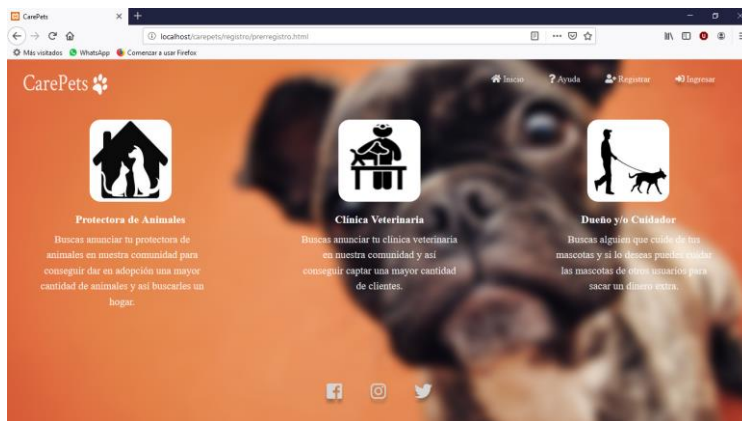 CarePets
localhost/carepets/registro/prerregistro.html
Más visitados WhatsApp Comenzar a usar Firefox
CarePets
Inicio Ayuda Registrar Ingresar
Protectora de Animales
Buscas anunciar tu protectora de
animales en nuestra comunidad para
conseguir dar en adopción una mayor
cantidad de animales y así buscarles un
hogar.
Clínica Veterinaria
Buscas anunciar tu clínica veterinaria
en nuestra comunidad y así
conseguir captar una mayor cantidad
de clientes.
Dueño y/o Cuidador
Buscas alguien que cuide de tus
mascotas y si lo deseas puedes cuidar
las mascotas de otros usuarios para
sacar un dinero extra.